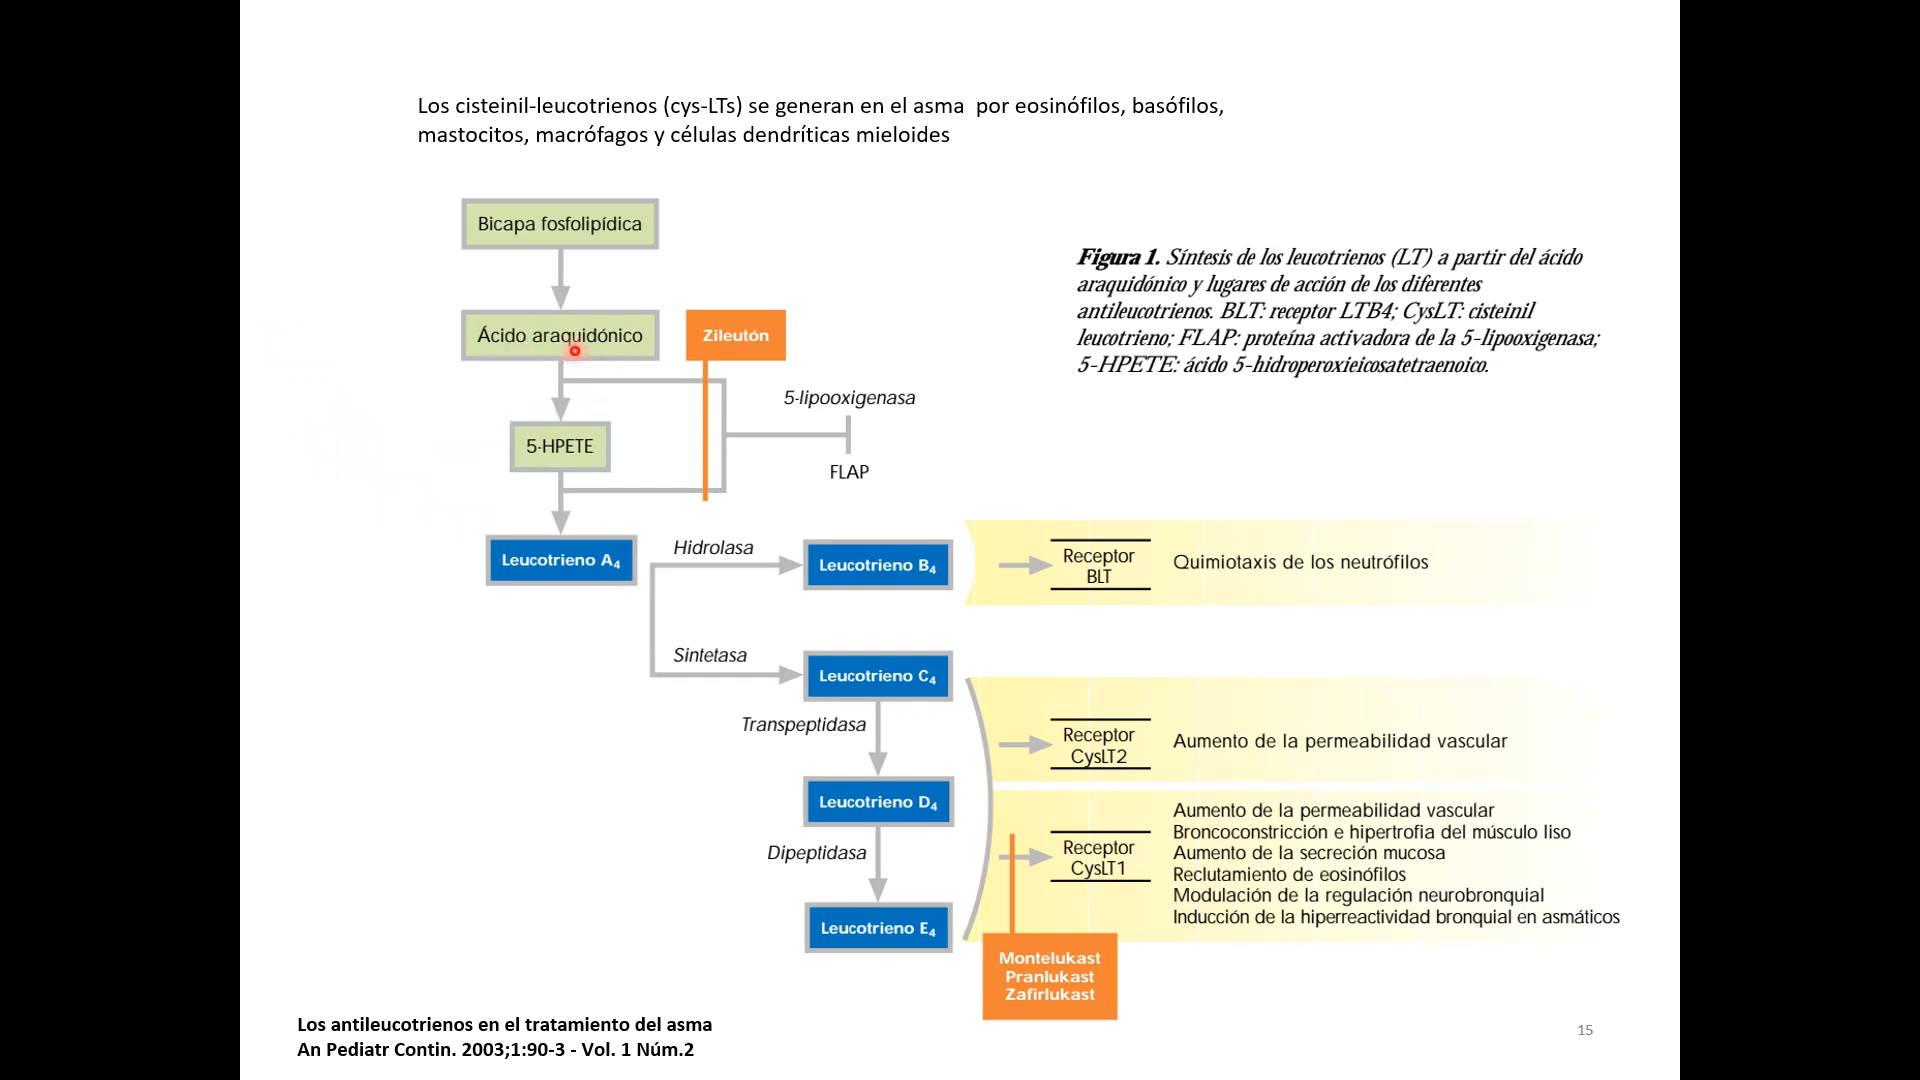 Los cisteinil-leucotrienos (cys-LTs) se generan en el asma  por eosinófilos, basófilos,
mastocitos, macrófagos y células dendríticas mieloides
Bicapa fosfolipídica
Ácido araquidónico
Zileutón
Figura 1. Síntesis de los leucotrienos (LT) a partir del ácido
araquidónico y lugares de acción de los diferentes
antileucotrienos. BLT: receptor LTB4; CysLT: cisteinil
leucotrieno; FLAP: proteína activadora de la 5-lipooxigenasa;
5-HPETE: ácido 5-hidroperoxieicosatetraenoico.
5-lipooxigenasa
5-HPETE
FLAP
Leucotrieno A4
Hidrolasa
Leucotrieno B4
Receptor
BLT
Quimiotaxis de los neutrófilos
Sintetasa
Leucotrieno C4
Transpeptidasa
Receptor
CysLT2
Aumento de la permeabilidad vascular
Leucotrieno D4
Dipeptidasa
Receptor
CysLT1
Aumento de la permeabilidad vascular
Broncoconstricción e hipertrofia del músculo liso
Aumento de la secreción mucosa
Reclutamiento de eosinófilos
Modulación de la regulación neurobronquial
Inducción de la hiperreactividad bronquial en asmáticos
Leucotrieno E4
Montelukast
Pranlukast
Zafirlukast
Los antileucotrienos en el tratamiento del asma
An Pediatr Contin. 2003;1:90-3 - Vol. 1 Núm.2
15